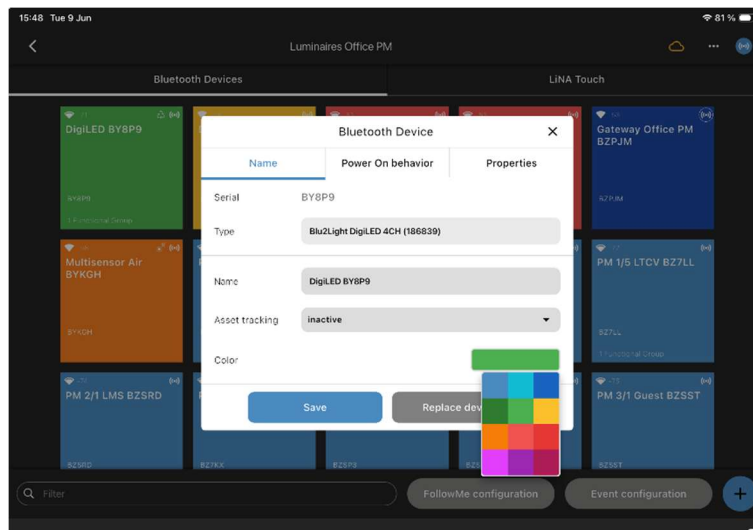 15:48 Tue 9 Jun
81 %
Luminaires Office PM
Bluetooth Devices
LiNA Touch
DigiLED BY8P9
BY8P9
1 Functional Group
Bluetooth Device
Name
Power On behavior
Properties
Serial
BY8P9
Type
Blu2Light DigiLED 4CH (186839)
Name
DigiLED BY8P9
Asset tracking
inactive
Color
Save
Replace dev
Gateway Office PM
BZPJM
BZPJM
Multisensor Air
BYKGH
BYKGH
PM 1/5 LTCV BZ7LL
BZ7LL
1 Functional Group
PM 2/1 LMS BZSRD
BZSRD
BZ7KX
BZ8P3
PM 3/1 Guest BZSST
BZSST
Filter
FollowMe configuration
Event configuration